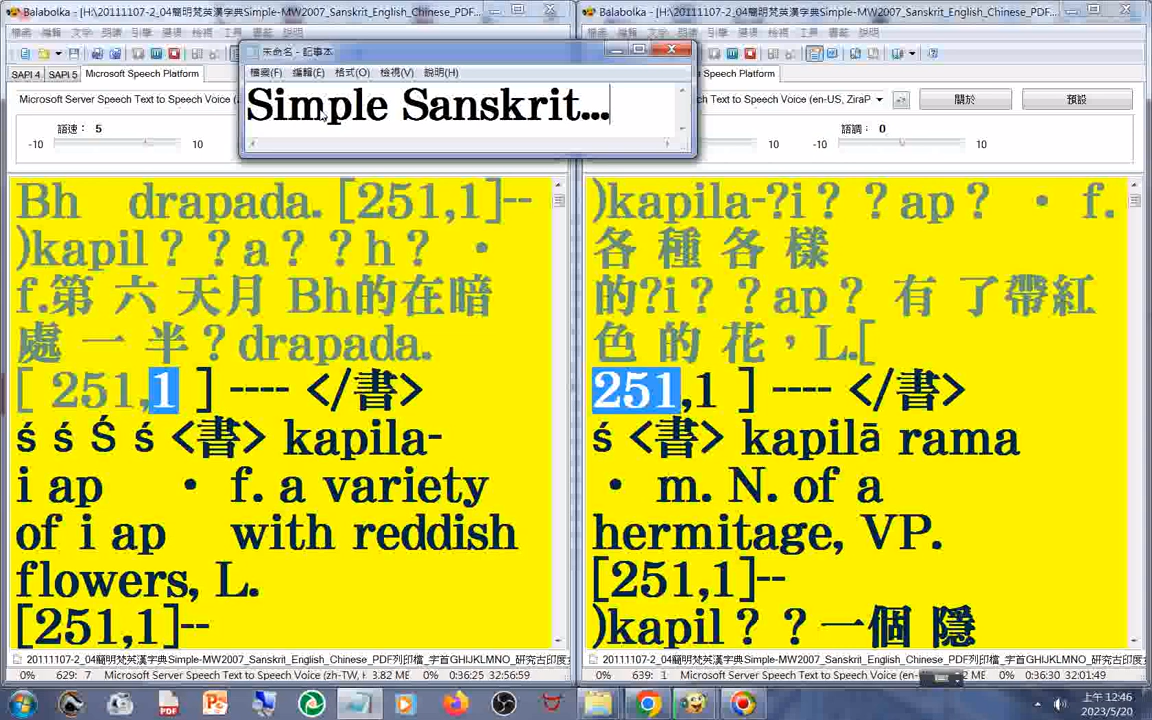 Balabolka - [H:\20111107-2_04簡明梵英漢字典Simple-MW2007_Sanskrit_English_Chinese_PDF...
Balabolka - [H:\20111107-2_04簡明梵英漢字典Simple-MW2007_Sanskrit_English_Chinese_PDF...
未命名 - 記事本
檔案(F) 編輯(E) 格式(O) 檢視(V) 說明(H)
Simple Sanskrit...
SAPI 4 SAPI 5 Microsoft Speech Platform
Speech Platform
Microsoft Server Speech Text to Speech Voice
ch Text to Speech Voice (en-US, ZiraP
關於
預設
語速： 5
-10 10
10
語調： 0
-10 10
Bh drapada. [251,1]--
)kapil？ ？a？ ？h？ •
f.第 六 天月 Bh的在暗
處 一 半？drapada.
[ 251,1 ] ---- </書>
ś ś Ś ś <書> kapila-
i ap • f. a variety
of i ap with reddish
flowers, L.
[251,1]--
)kapila-?i？ ？ap？ • f.
各 種 各 樣
的?i？ ？ap？ 有 了帶紅
色 的 花，L.[
251,1 ] ---- </書>
ś <書> kapilā rama
• m. N. of a
hermitage, VP.
[251,1]--
)kapil？ ？一個 隱
20111107-2_04簡明梵英漢字典Simple-MW2007_Sanskrit_English_Chinese_PDF列印檔_字首GHIJKLMNO_研究古印度
20111107-2_04簡明梵英漢字典Simple-MW2007_Sanskrit_English_Chinese_PDF列印檔_字首GHIJKLMNO_研究古印度
0% 629: 7 Microsoft Server Speech Text to Speech Voice (zh-TW, H 3.82 MB 0% 0:36:25 32:56:59
0% 639: 1 Microsoft Server Speech Text to Speech Voice (en- 0% 0:36:30 32:01:49
上午 12:46
2023/5/20